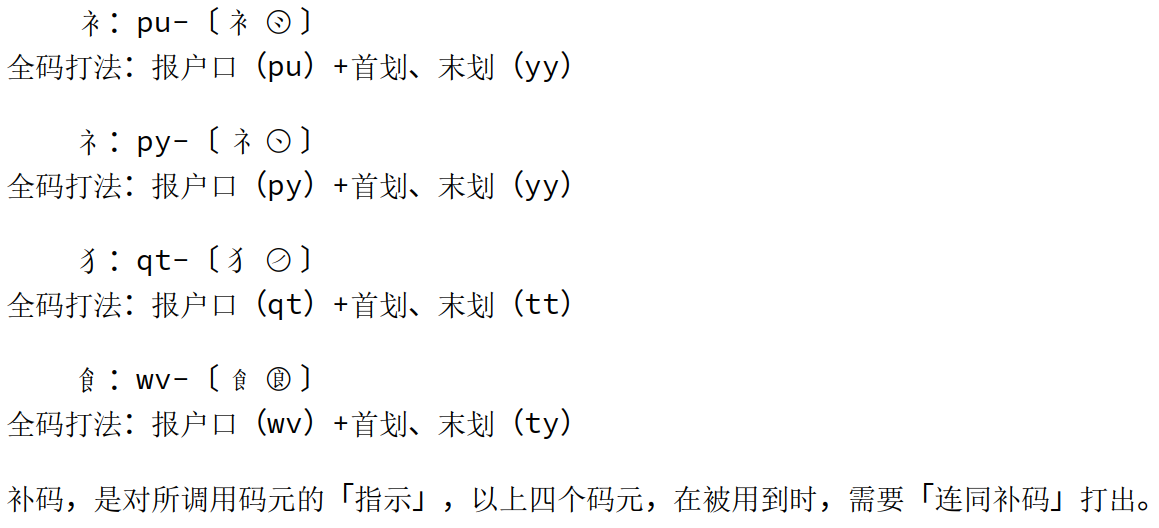 衤：pu-〔衤⺀〕
全码打法：报户口（pu）+首划、末划（yy）
礻：py-〔礻㇔〕
全码打法：报户口（py）+首划、末划（yy）
犭：qt-〔犭㇒〕
全码打法：报户口（qt）+首划、末划（tt）
飠：wv-〔飠㊁〕
全码打法：报户口（wv）+首划、末划（ty）
补码，是对所调用码元的「指示」，以上四个码元，在被用到时，需要「连同补码」打出。